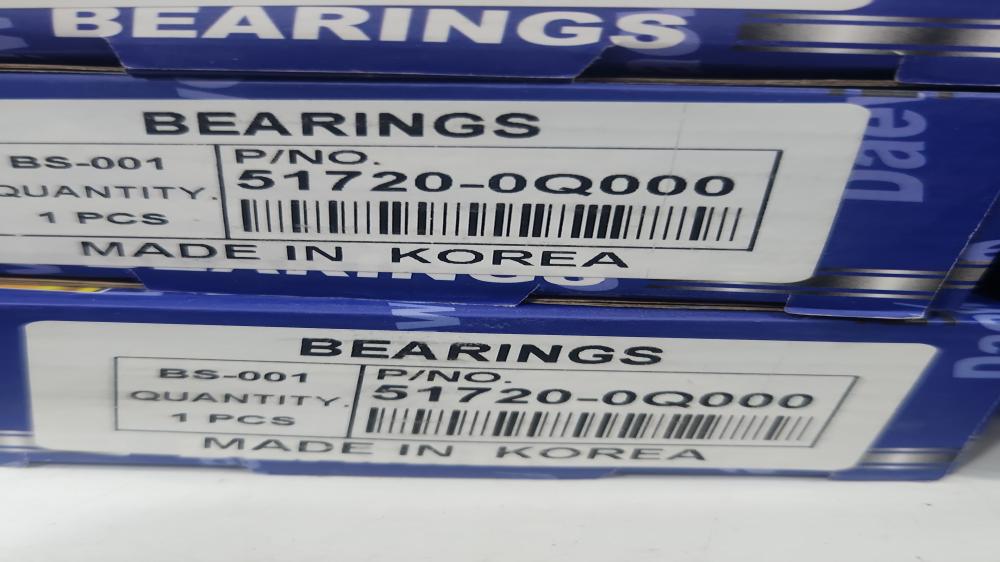 BEARINGS
BEARINGS
BS-001
P/NO.
51720-0Q000
QUANTITY.
1 PCS
MADE IN KOREA
BEARINGS
BS-001
P/NO.
51720-0Q000
QUANTITY.
1 PCS
MADE IN KOREA